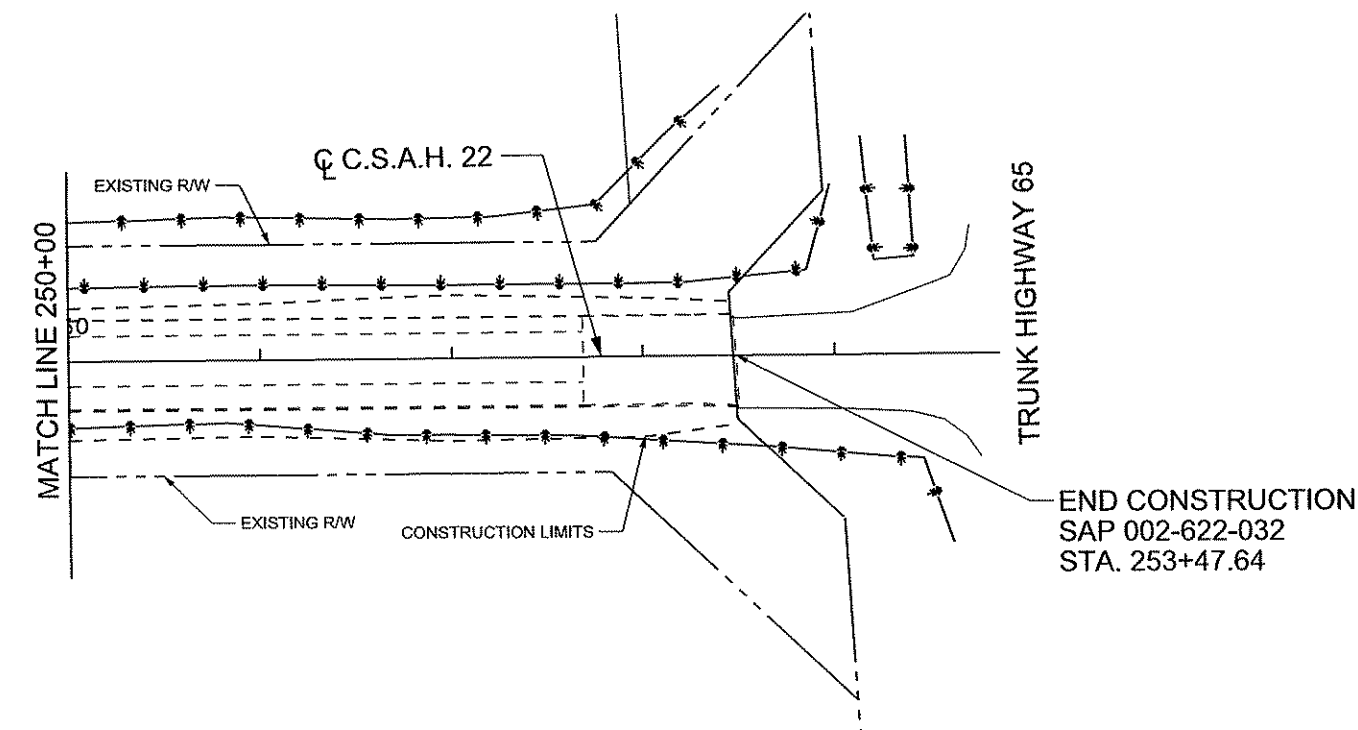 ℄ C.S.A.H. 22
EXISTING R/W
MATCH LINE 250+00
TRUNK HIGHWAY 65
EXISTING R/W
CONSTRUCTION LIMITS
END CONSTRUCTION
SAP 002-622-032
STA. 253+47.64